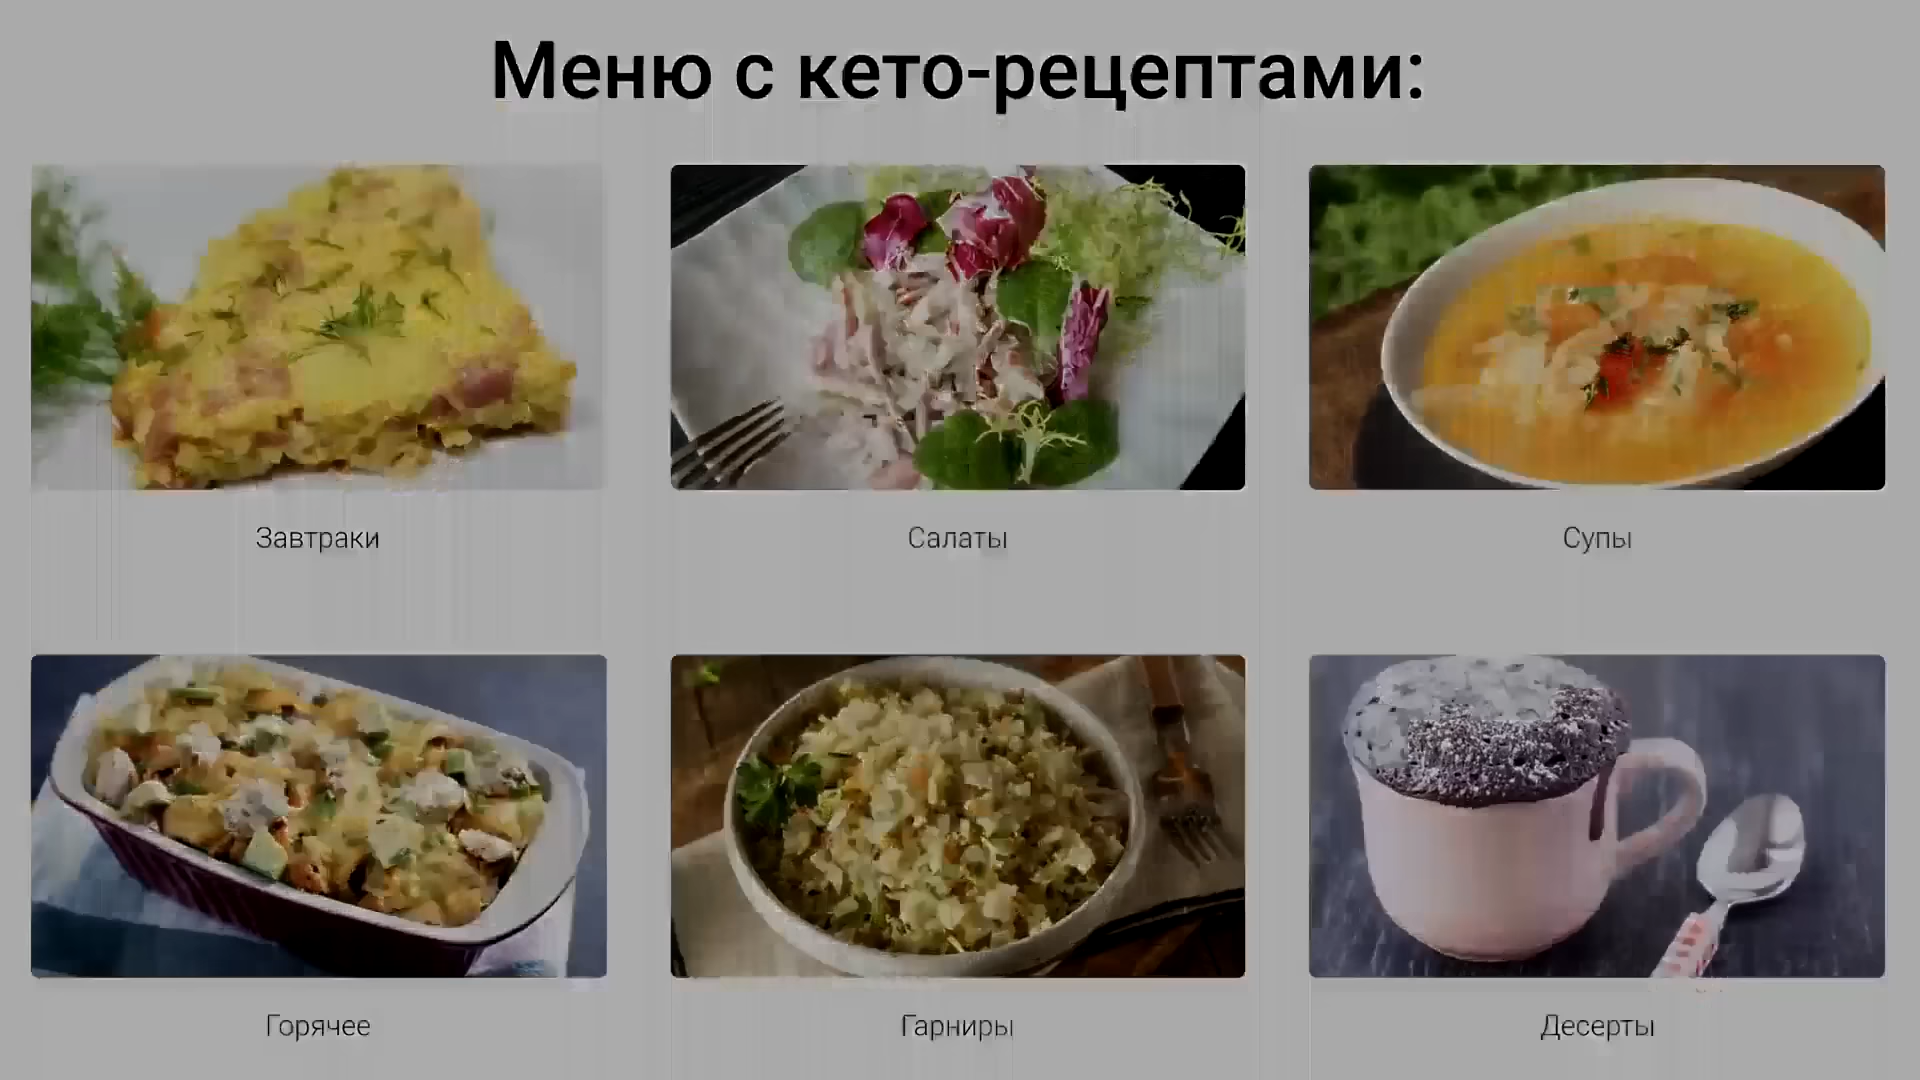 Меню с кето-рецептами:
Завтраки
Салаты
Супы
Горячее
Гарниры
Десерты